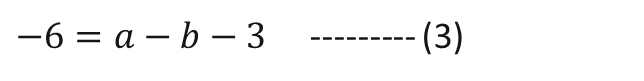 −6 = a − b − 3 --------- (3)